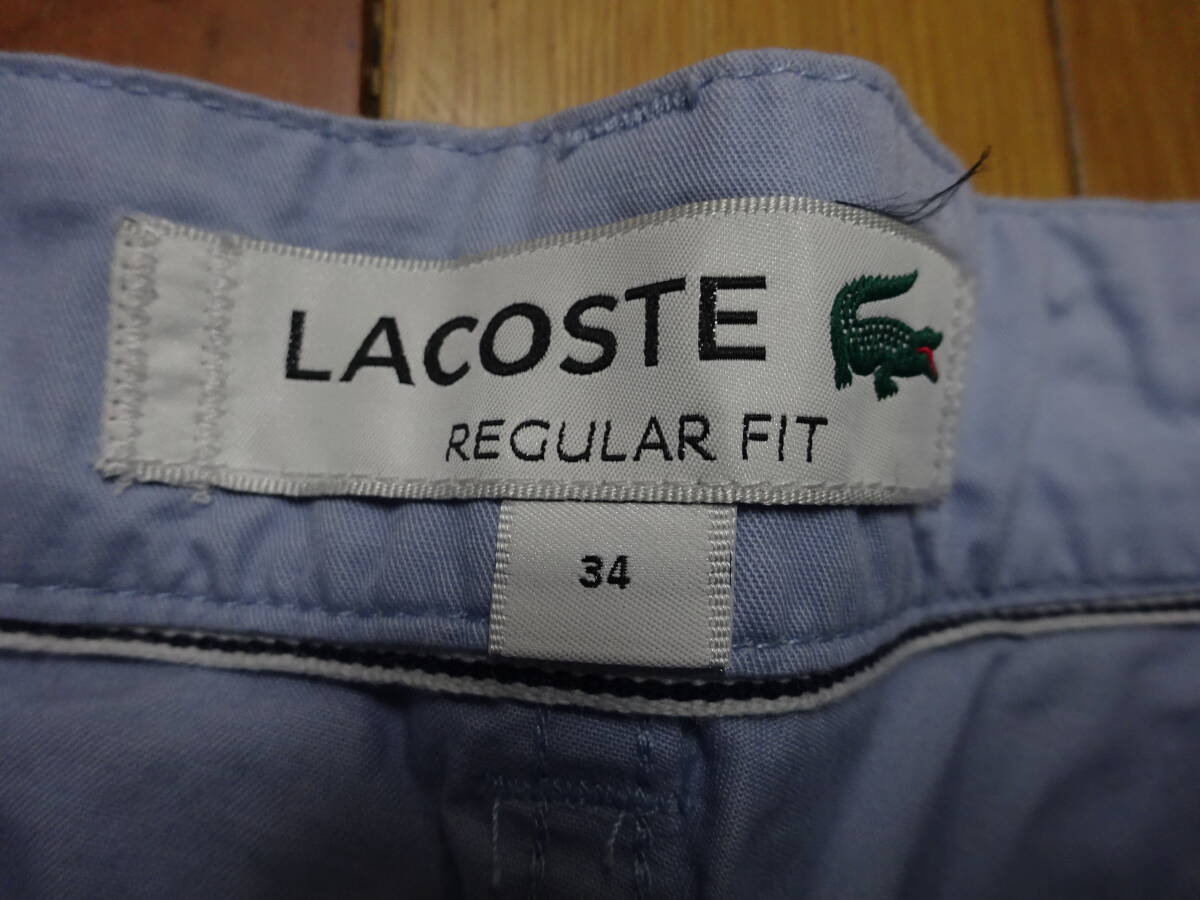 LACOSTE
REGULAR FIT
34